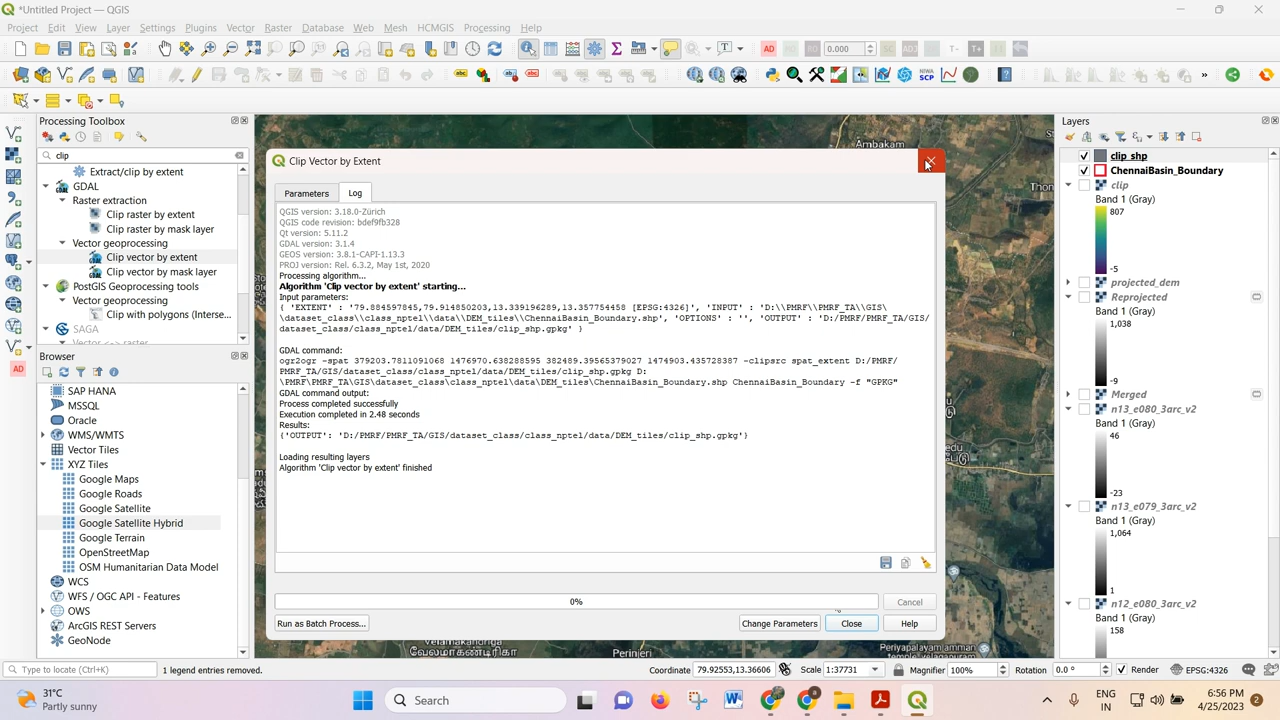 *Untitled Project — QGIS
Project Edit View Layer Settings Plugins Vector Raster Database Web Mesh HCMGIS Processing Help
0.000
Processing Toolbox
clip
Extract/clip by extent
GDAL
Raster extraction
Clip raster by extent
Clip raster by mask layer
Vector geoprocessing
Clip vector by extent
Clip vector by mask layer
PostGIS Geoprocessing tools
Vector geoprocessing
Clip with polygons (Interse...
SAGA
Vector <-> raster
Browser
SAP HANA
MSSQL
Oracle
WMS/WMTS
Vector Tiles
XYZ Tiles
Google Maps
Google Roads
Google Satellite
Google Satellite Hybrid
Google Terrain
OpenStreetMap
OSM Humanitarian Data Model
WCS
WFS / OGC API - Features
OWS
ArcGIS REST Servers
GeoNode
Ambakam
Clip Vector by Extent
Parameters Log
QGIS version: 3.18.0-Zürich
QGIS code revision: bdef9fb328
Qt version: 5.11.2
GDAL version: 3.1.4
GEOS version: 3.8.1-CAPI-1.13.3
PROJ version: Rel. 6.3.2, May 1st, 2020
Processing algorithm...
Algorithm 'Clip vector by extent' starting...
Input parameters:
{ 'EXTENT' : '79.884597845,79.914850203,13.339196289,13.357754458 [EPSG:4326]', 'INPUT' : 'D:\\PMRF\\PMRF_TA\\GIS\
\dataset_class\\class_nptel\\data\\DEM_tiles\\ChennaiBasin_Boundary.shp', 'OPTIONS' : '', 'OUTPUT' : 'D:/PMRF/PMRF_TA/GIS/
dataset_class/class_nptel/data/DEM_tiles/clip_shp.gpkg' }
GDAL command:
ogr2ogr -spat 379203.7811091068 1476970.638288595 382489.39565379027 1474903.435728387 -clipsrc spat_extent D:/PMRF/
PMRF_TA/GIS/dataset_class/class_nptel/data/DEM_tiles/clip_shp.gpkg D:
\PMRF\PMRF_TA\GIS\dataset_class\class_nptel\data\DEM_tiles\ChennaiBasin_Boundary.shp ChennaiBasin_Boundary -f "GPKG"
GDAL command output:
Process completed successfully
Execution completed in 2.48 seconds
Results:
{'OUTPUT': 'D:/PMRF/PMRF_TA/GIS/dataset_class/class_nptel/data/DEM_tiles/clip_shp.gpkg'}
Loading resulting layers
Algorithm 'Clip vector by extent' finished
0%
Cancel
Run as Batch Process...
Change Parameters
Close
Help
Perinjeri
Periyapalayamman
temple velaganuram
Layers
clip_shp
ChennaiBasin_Boundary
clip
Band 1 (Gray)
807
-5
projected_dem
Reprojected
Band 1 (Gray)
1,038
-9
Merged
n13_e080_3arc_v2
Band 1 (Gray)
46
-23
n13_e079_3arc_v2
Band 1 (Gray)
1,064
1
n12_e080_3arc_v2
Band 1 (Gray)
158
Type to locate (Ctrl+K)
1 legend entries removed.
Coordinate 79.92553,13.36606
Scale 1:37731
Magnifier 100%
Rotation 0.0 °
Render
EPSG:4326
31°C
Partly sunny
Search
ENG
IN
6:56 PM
4/25/2023
2